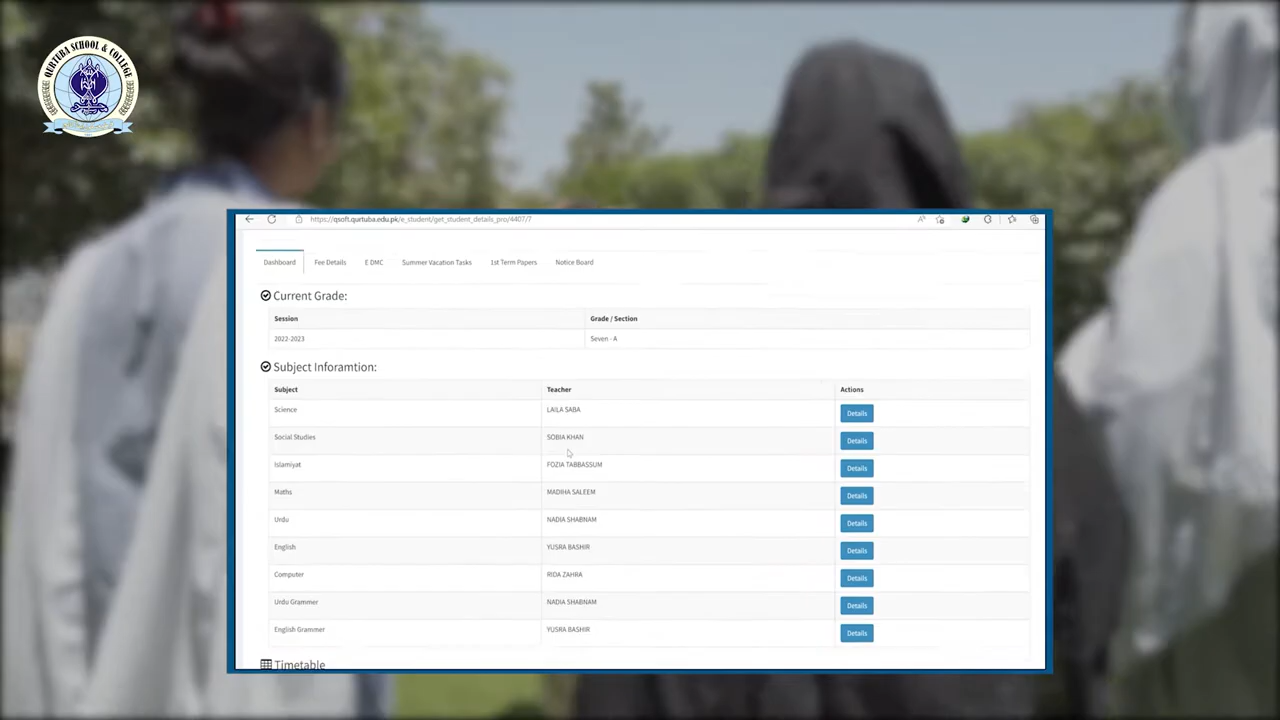 QURTUBA SCHOOL & COLLEGE
https://qsoft.qurtuba.edu.pk/e_student/get_student_details_pro/4407/7
Dashboard Fee Details E DMC Summer Vacation Tasks 1st Term Papers Notice Board
Current Grade:
Session Grade / Section
2022-2023 Seven - A
Subject Inforamtion:
Subject Teacher Actions
Science LAILA SABA Details
Social Studies SOBIA KHAN Details
Islamiyat FOZIA TABBASSUM Details
Maths MADIHA SALEEM Details
Urdu NADIA SHABNAM Details
English YUSRA BASHIR Details
Computer RIDA ZAHRA Details
Urdu Grammer NADIA SHABNAM Details
English Grammer YUSRA BASHIR Details
Timetable